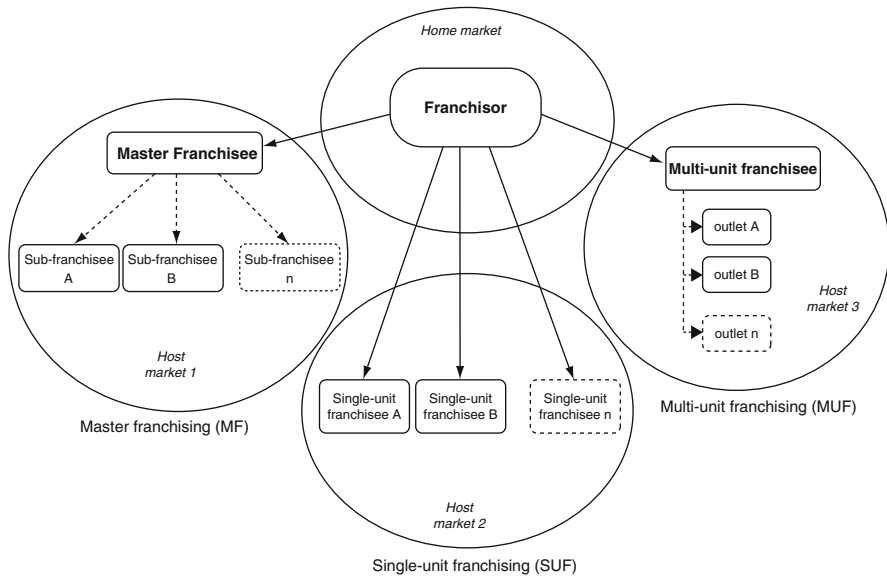 Home market
Franchisor
Master Franchisee
Sub-franchisee
A
Sub-franchisee
B
Sub-franchisee
n
Host
market 1
Master franchising (MF)
Single-unit
franchisee A
Single-unit
franchisee B
Single-unit
franchisee n
Host
market 2
Single-unit franchising (SUF)
Multi-unit franchisee
outlet A
outlet B
outlet n
Host
market 3
Multi-unit franchising (MUF)